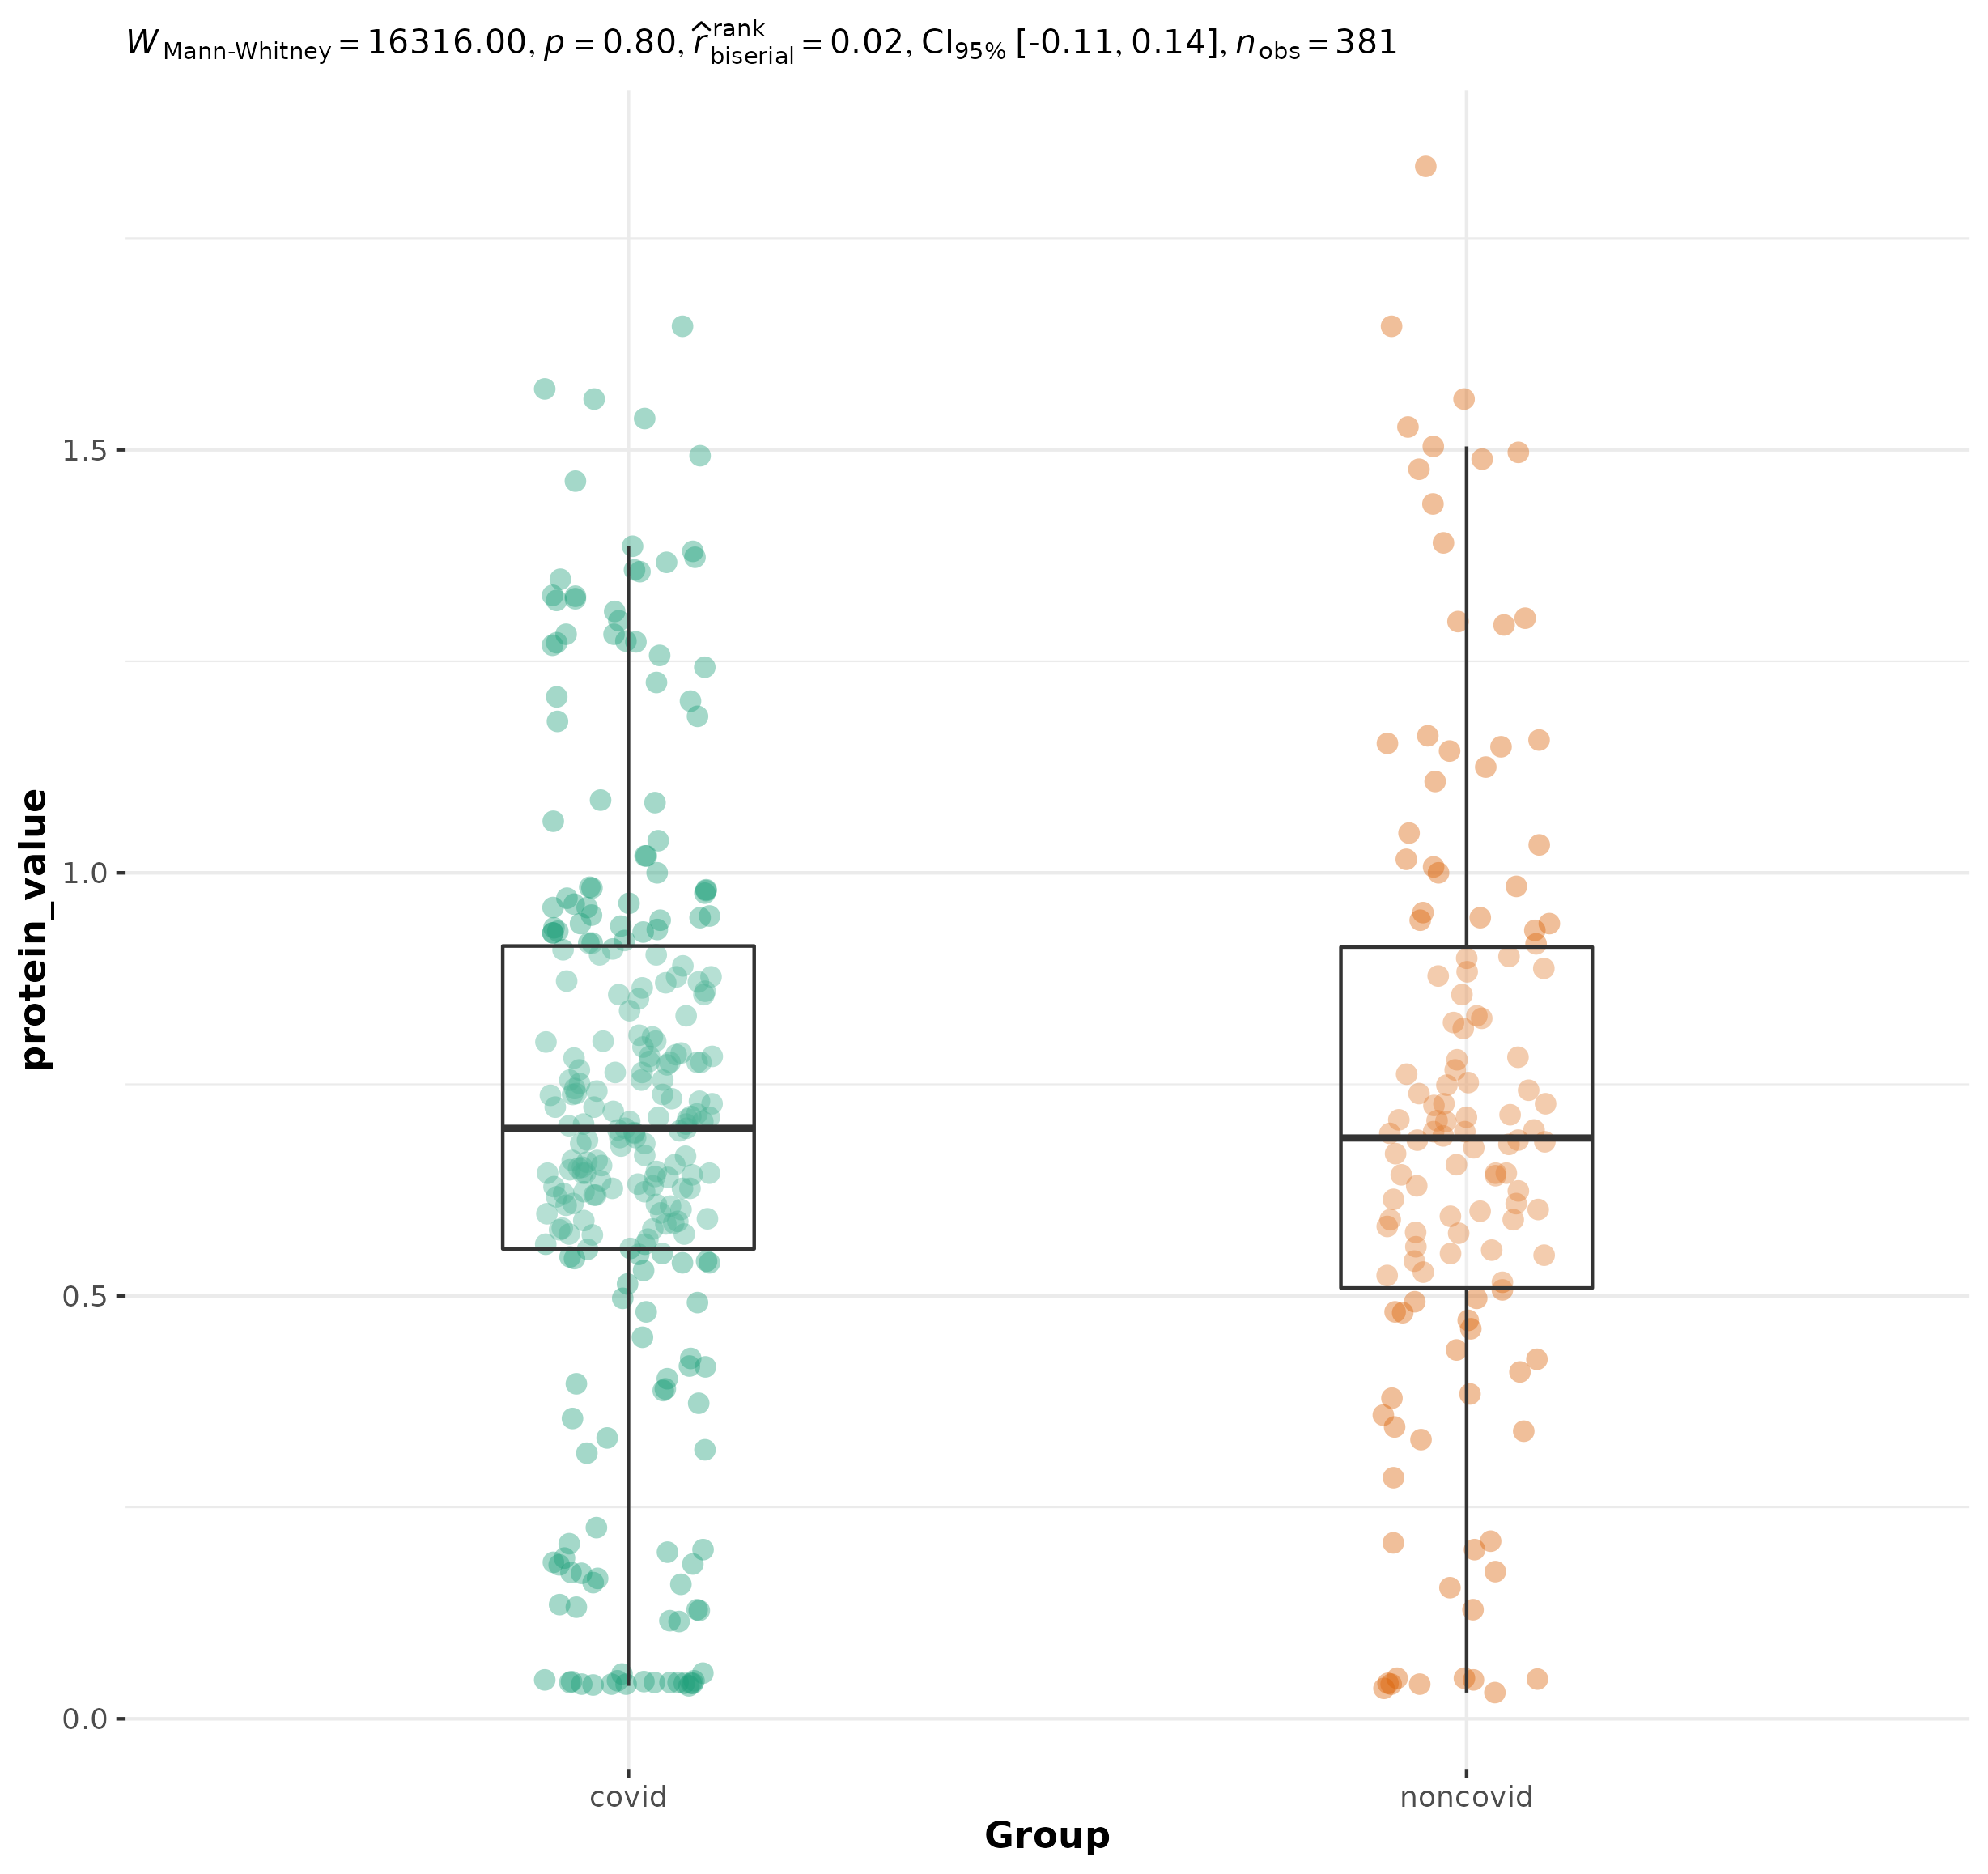 W Mann-Whitney = 16316.00, p = 0.80, r̂ rank biserial = 0.02, CI95% [-0.11, 0.14], n obs = 381
protein_value
1.5
1.0
0.5
0.0
covid noncovid
Group